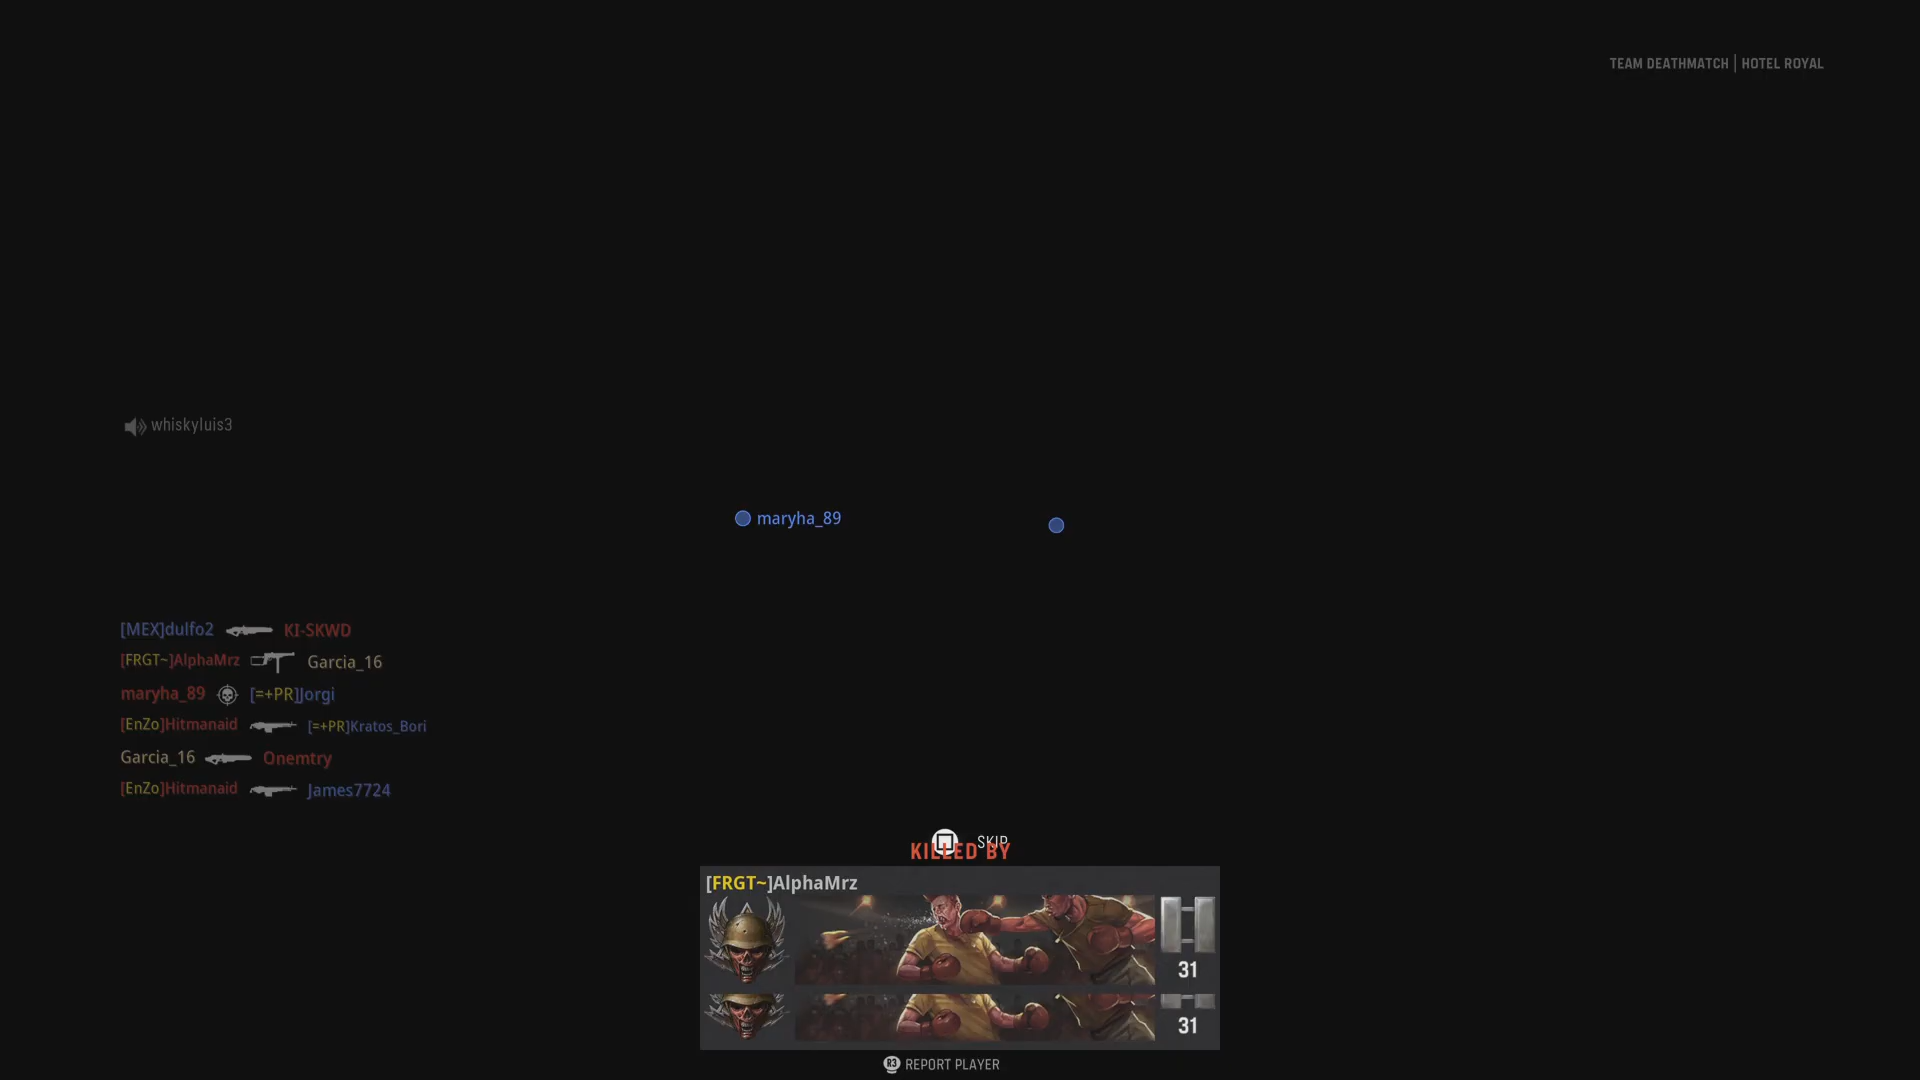 TEAM DEATHMATCH | HOTEL ROYAL
whiskyluis3
maryha_89
[MEX]dulfo2 KI-SKWD
[FRGT~]AlphaMrz Garcia_16
maryha_89 [=+PR]Jorgi
[EnZo]Hitmanaid [=+PR]Kratos_Bori
Garcia_16 Onemtry
[EnZo]Hitmanaid James7724
SKIP
KILLED BY
[FRGT~]AlphaMrz
31
31
R3 REPORT PLAYER